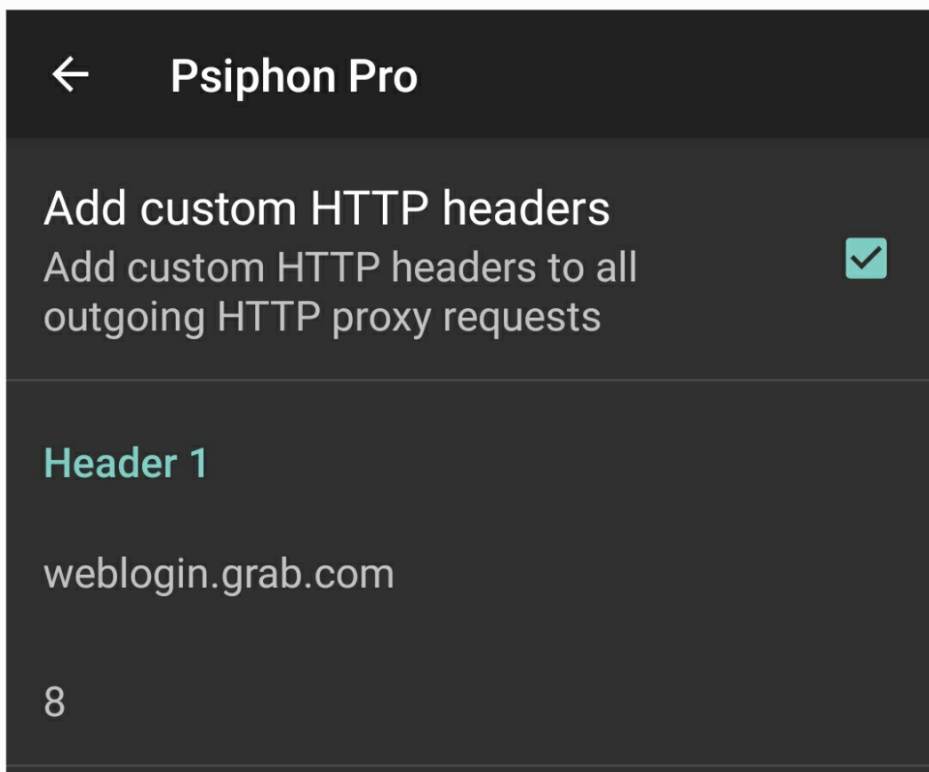 Psiphon Pro
Add custom HTTP headers
Add custom HTTP headers to all
outgoing HTTP proxy requests
Header 1
weblogin.grab.com
8